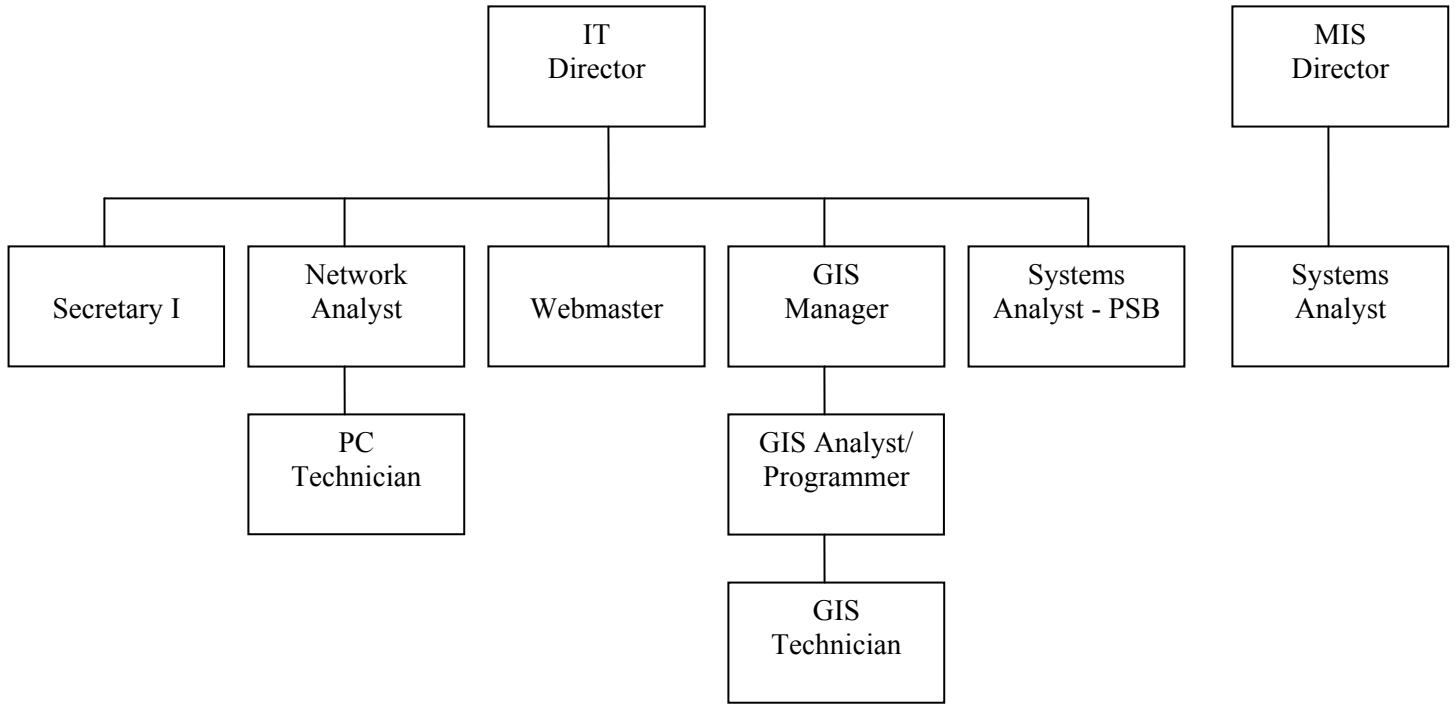 IT
Director
MIS
Director
Secretary I
Network
Analyst
Webmaster
GIS
Manager
Systems
Analyst - PSB
Systems
Analyst
PC
Technician
GIS Analyst/
Programmer
GIS
Technician